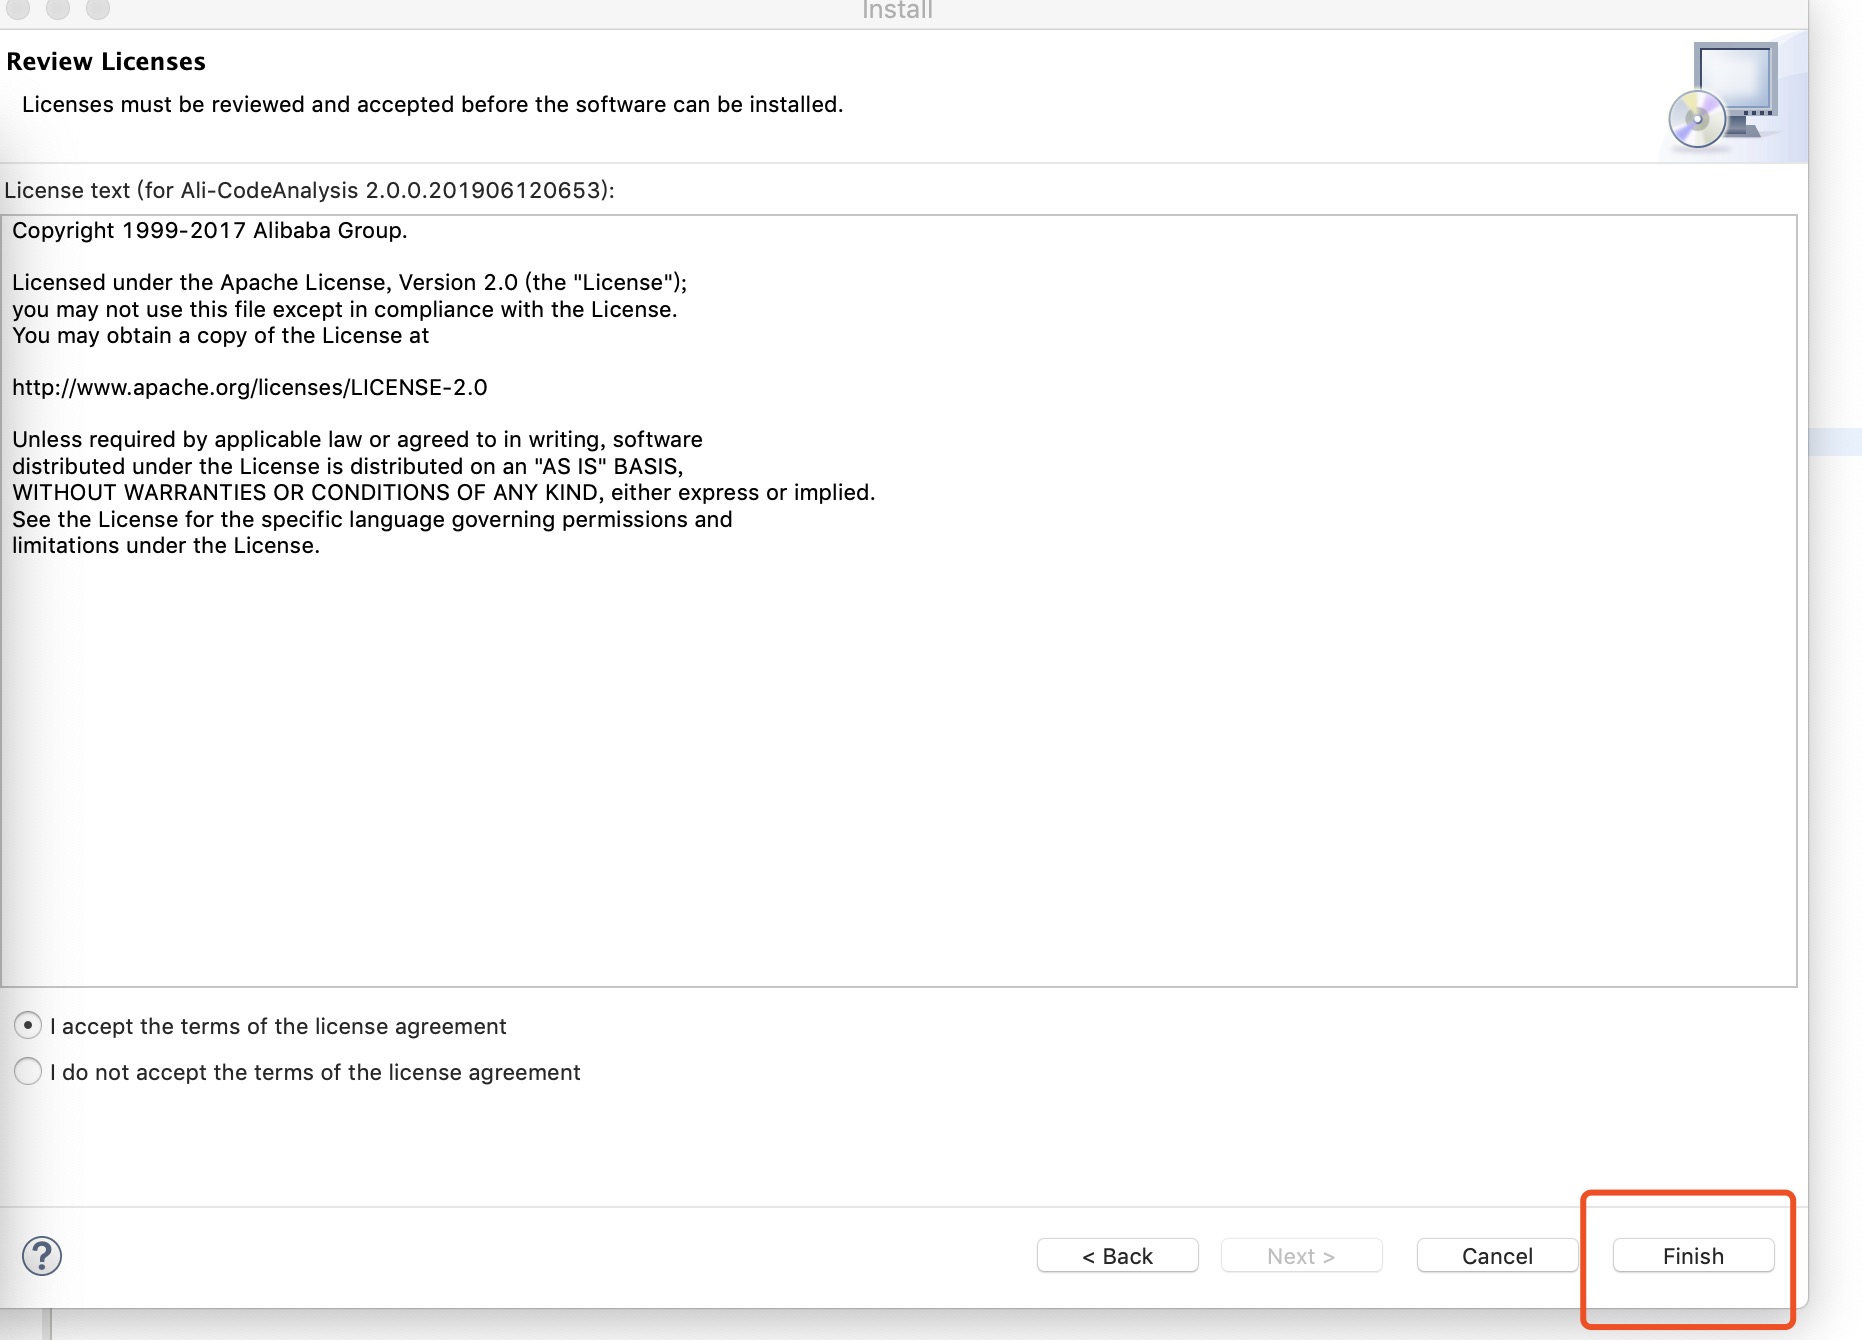 Install
Review Licenses
Licenses must be reviewed and accepted before the software can be installed.
License text (for Ali-CodeAnalysis 2.0.0.201906120653):
Copyright 1999-2017 Alibaba Group.
Licensed under the Apache License, Version 2.0 (the "License");
you may not use this file except in compliance with the License.
You may obtain a copy of the License at
http://www.apache.org/licenses/LICENSE-2.0
Unless required by applicable law or agreed to in writing, software
distributed under the License is distributed on an "AS IS" BASIS,
WITHOUT WARRANTIES OR CONDITIONS OF ANY KIND, either express or implied.
See the License for the specific language governing permissions and
limitations under the License.
I accept the terms of the license agreement
I do not accept the terms of the license agreement
?
< Back
Next >
Cancel
Finish